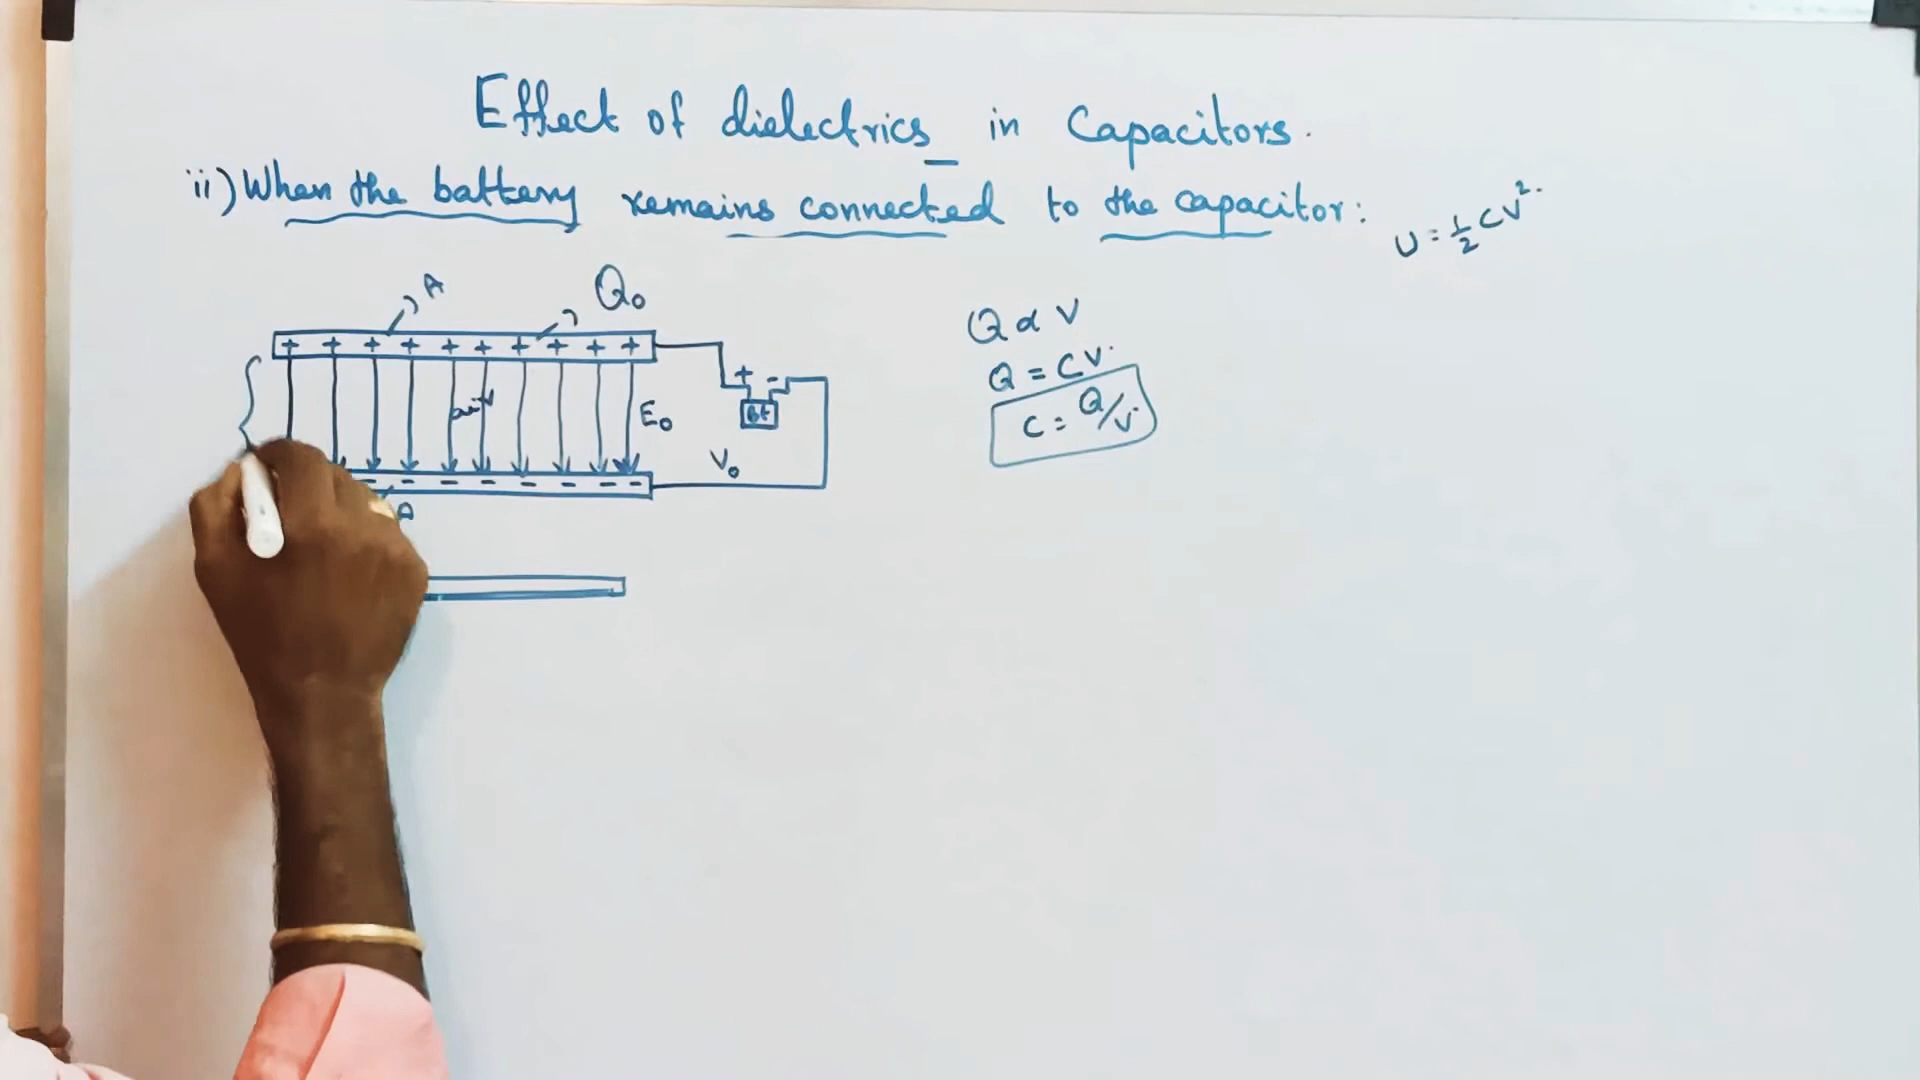 Effect of dielectrics in Capacitors.
ii) When the battery remains connected to the capacitor:
U = 1/2 CV².
A
Q₀
+ + + + + + + + + +
air
E₀
+ -
Bt
V₀
- - - - - - -
A
Q α V
Q = CV.
C = Q/V